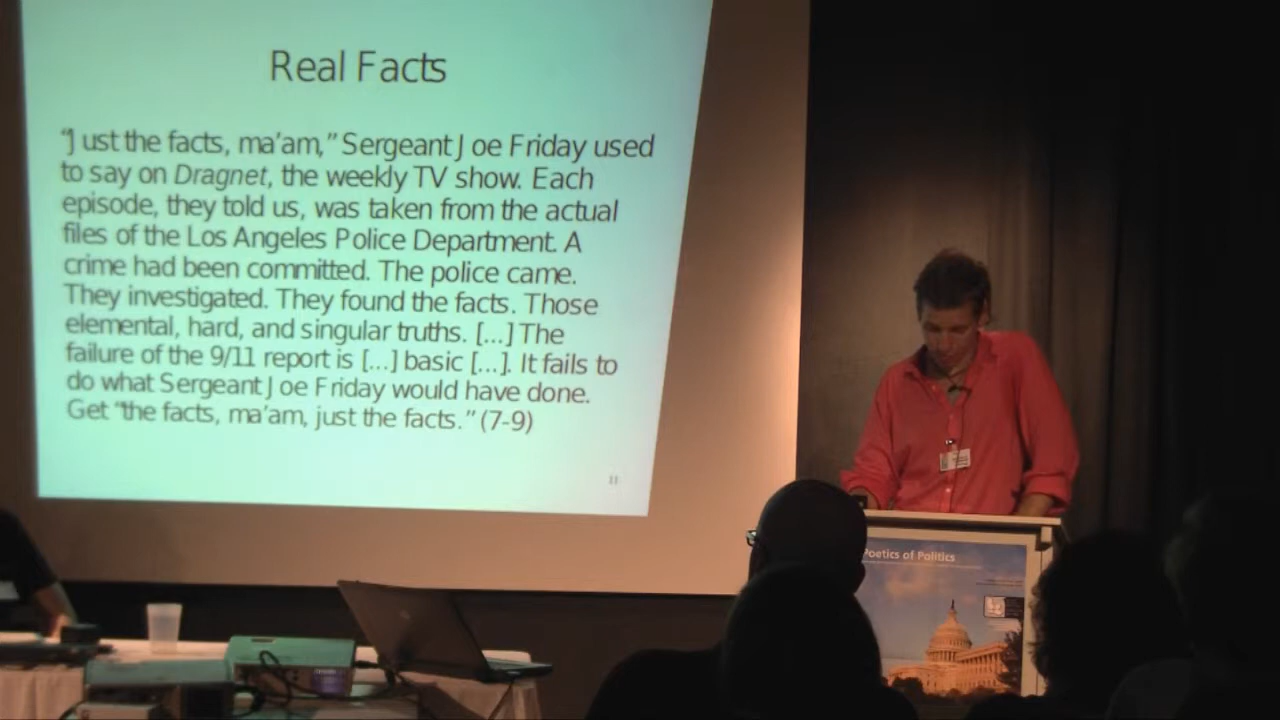 Real Facts
“Just the facts, ma’am,” Sergeant Joe Friday used
to say on Dragnet, the weekly TV show. Each
episode, they told us, was taken from the actual
files of the Los Angeles Police Department. A
crime had been committed. The police came.
They investigated. They found the facts. Those
elemental, hard, and singular truths. [...] The
failure of the 9/11 report is [...] basic [...]. It fails to
do what Sergeant Joe Friday would have done.
Get “the facts, ma’am, just the facts.” (7-9)
11
Poetics of Politics